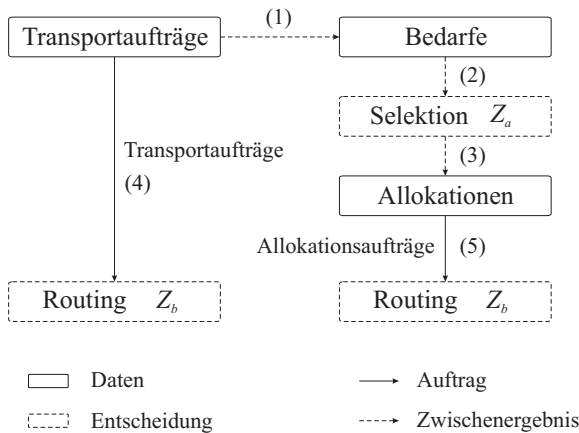 (1)
Transportaufträge
Bedarfe
(2)
Selektion Z_a
(3)
Transportaufträge
(4)
Allokationen
Allokationsaufträge
(5)
Routing Z_b
Routing Z_b
Daten
Auftrag
Entscheidung
Zwischenergebnis